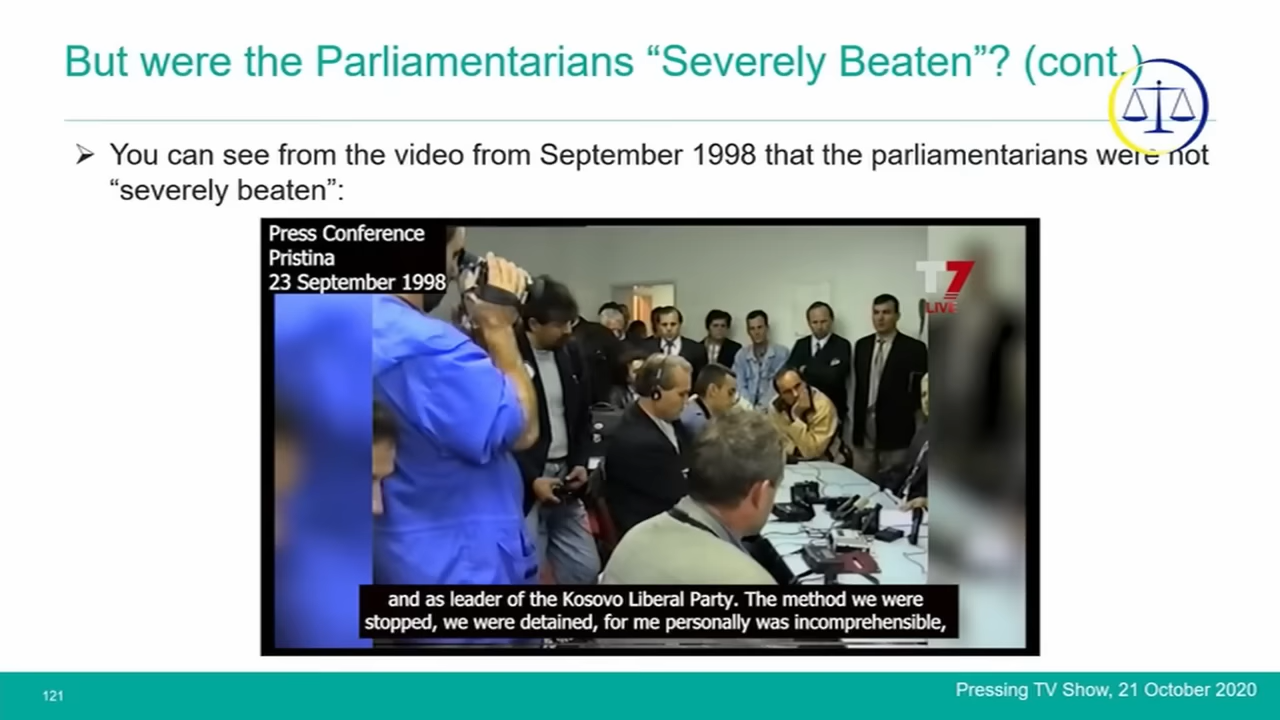 But were the Parliamentarians “Severely Beaten”? (cont.)
➢ You can see from the video from September 1998 that the parliamentarians were not
“severely beaten”:
Press Conference
Pristina
23 September 1998
T7
LIVE
and as leader of the Kosovo Liberal Party. The method we were
stopped, we were detained, for me personally was incomprehensible,
121
Pressing TV Show, 21 October 2020